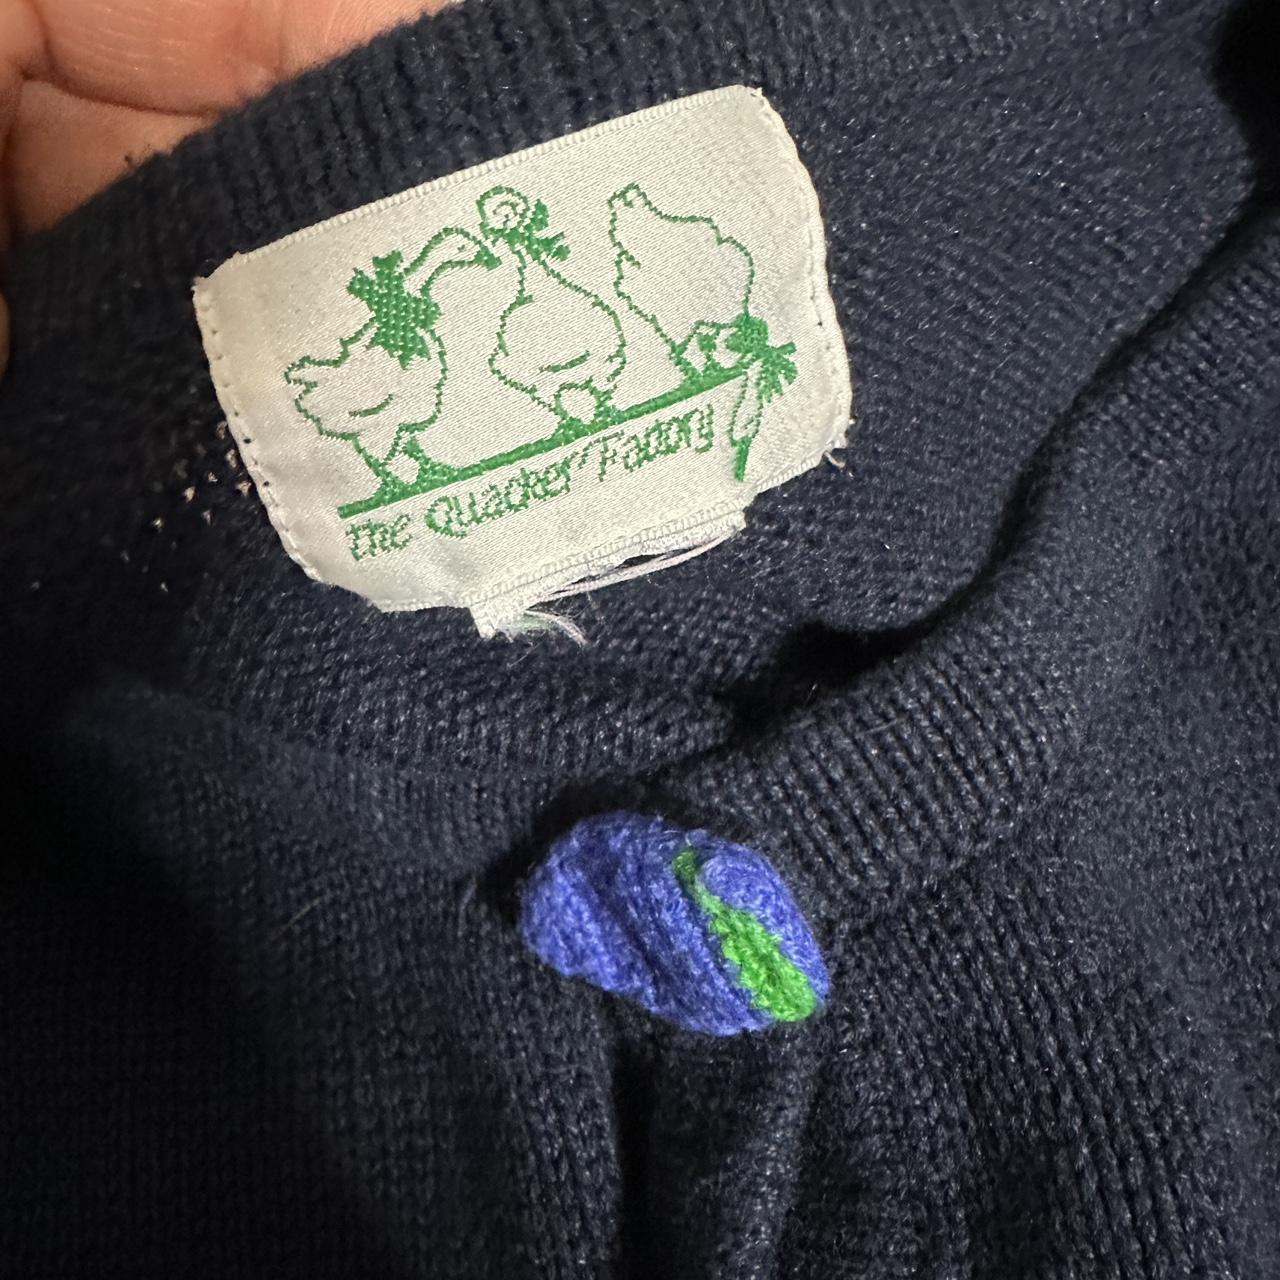 the Quacker Factory